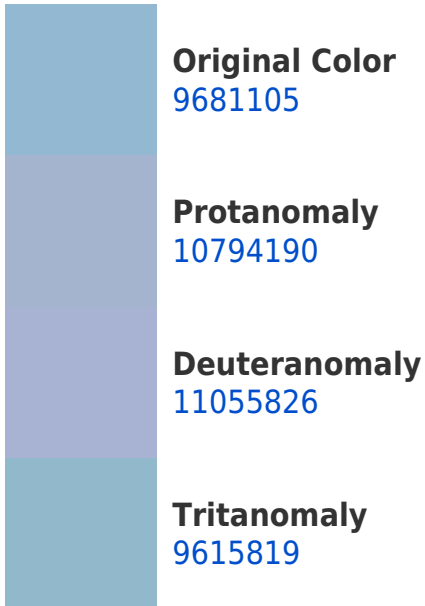 Original Color
9681105
Protanomaly
10794190
Deuteranomaly
11055826
Tritanomaly
9615819